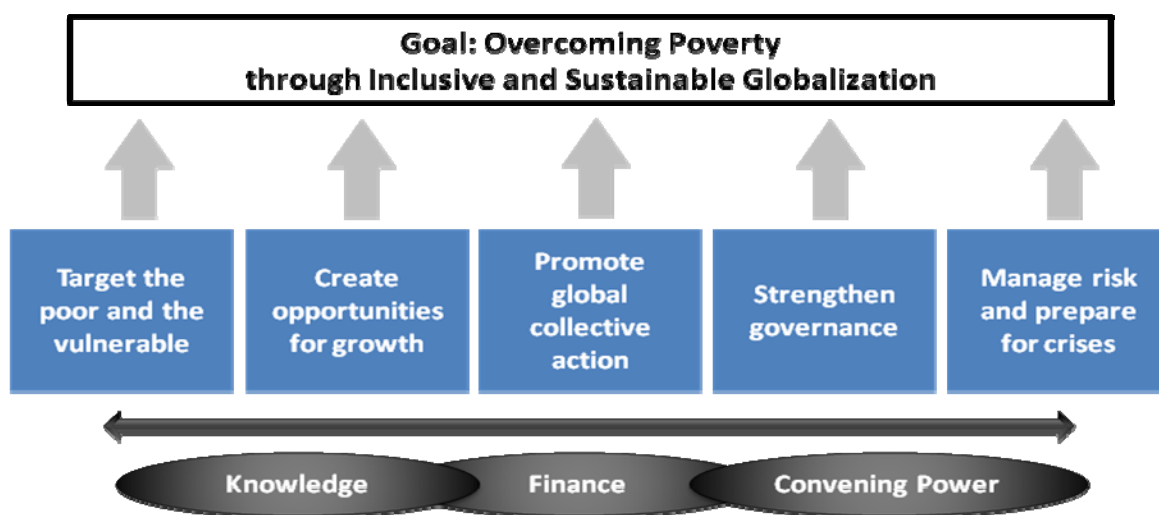 Goal: Overcoming Poverty
through Inclusive and Sustainable Globalization
Target the
poor and the
vulnerable
Create
opportunities
for growth
Promote
global
collective
action
Strengthen
governance
Manage risk
and prepare
for crises
Knowledge
Finance
Convening Power